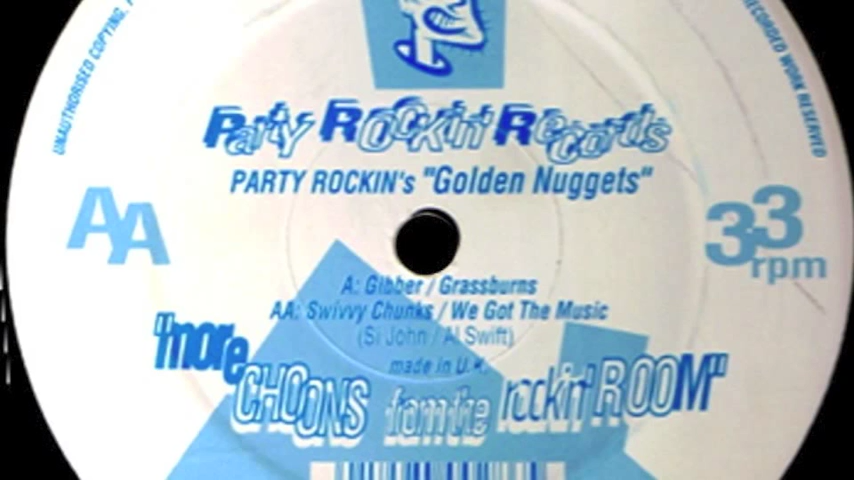 UNAUTHORISED COPYING,
RECORDED WORK RESERVED
Party Rockin' Records
PARTY ROCKIN's "Golden Nuggets"
AA
33
rpm
A: Gibber / Grassburns
AA: Swivvy Chunks / We Got The Music
(Si John / Al Swift)
made in U.K.
"more
CHOONS from the rockin' ROOM"